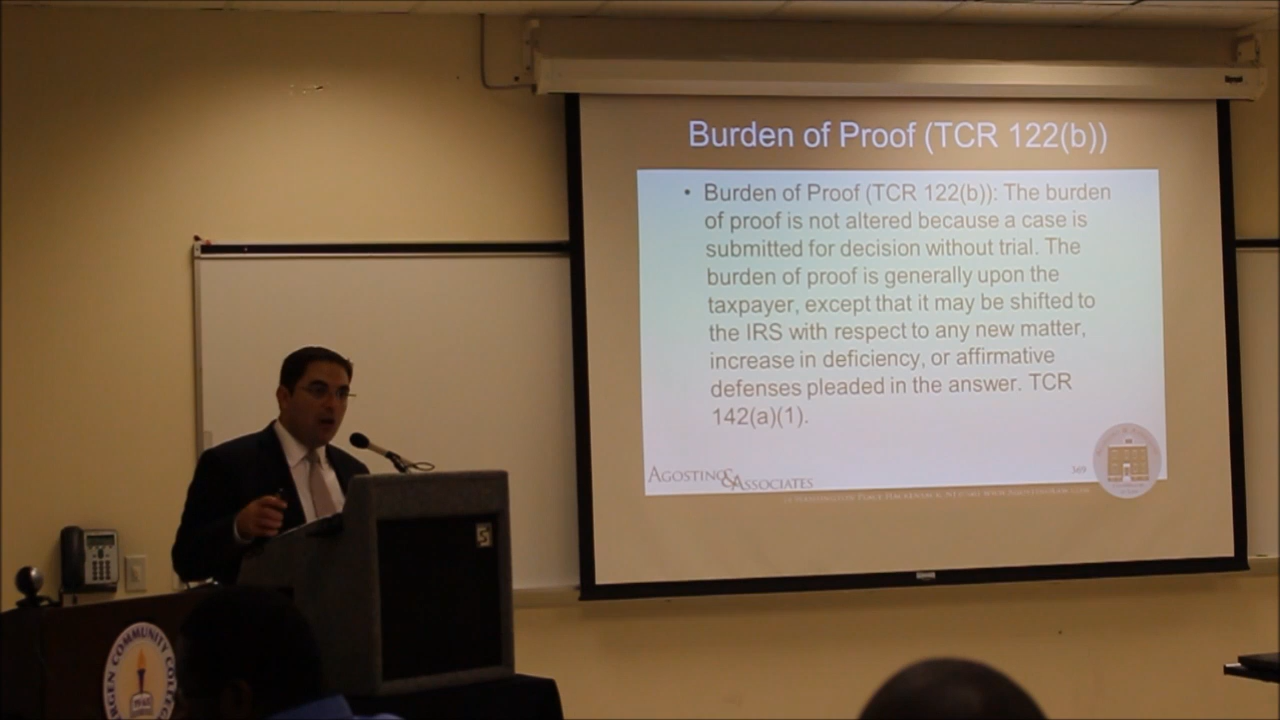 Burden of Proof (TCR 122(b))
• Burden of Proof (TCR 122(b)): The burden
of proof is not altered because a case is
submitted for decision without trial. The
burden of proof is generally upon the
taxpayer, except that it may be shifted to
the IRS with respect to any new matter,
increase in deficiency, or affirmative
defenses pleaded in the answer. TCR
142(a)(1).
AGOSTINO & ASSOCIATES
369
RGEN COMMUNITY COLLEG